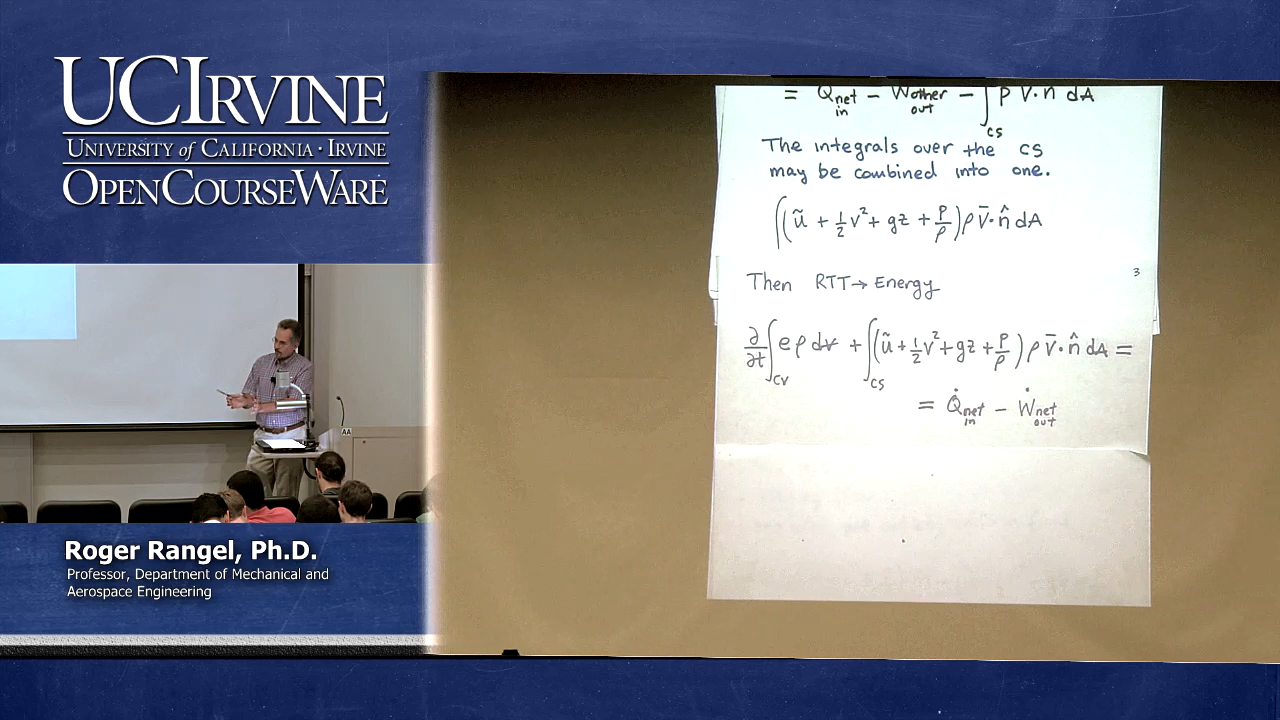 UCIRVINE
UNIVERSITY of CALIFORNIA · IRVINE
OPENCOURSEWARE
AA
Roger Rangel, Ph.D.
Professor, Department of Mechanical and
Aerospace Engineering
= Q̇net in − Ẇother out − ∫CS p V̄·n̂ dA
The integrals over the CS
may be combined into one.
∫(ũ + ½v² + gz + p/ρ) ρ V̄·n̂ dA
3
Then RTT → Energy
∂/∂t ∫CV e ρ dV + ∫CS (ũ + ½v² + gz + p/ρ) ρ V̄·n̂ dA =
= Q̇net in − Ẇnet out